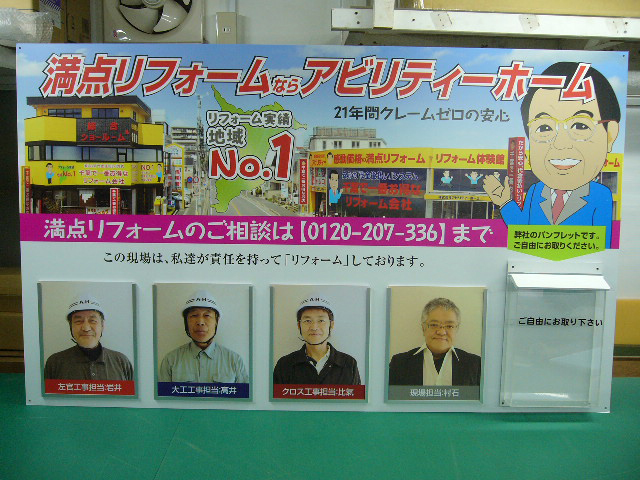 満点リフォームならアビリティーホーム
21年間クレームゼロの安心
リフォーム実績
地域
No.1
満点リフォームのご相談は【0120-207-336】まで
弊社のパンフレットです。
ご自由にお取りください。
この現場は、私達が責任を持って「リフォーム」しております。
ご自由にお取り下さい
左官工事担当:岩井
大工工事担当:高井
クロス工事担当:比氣
現場担当:村石